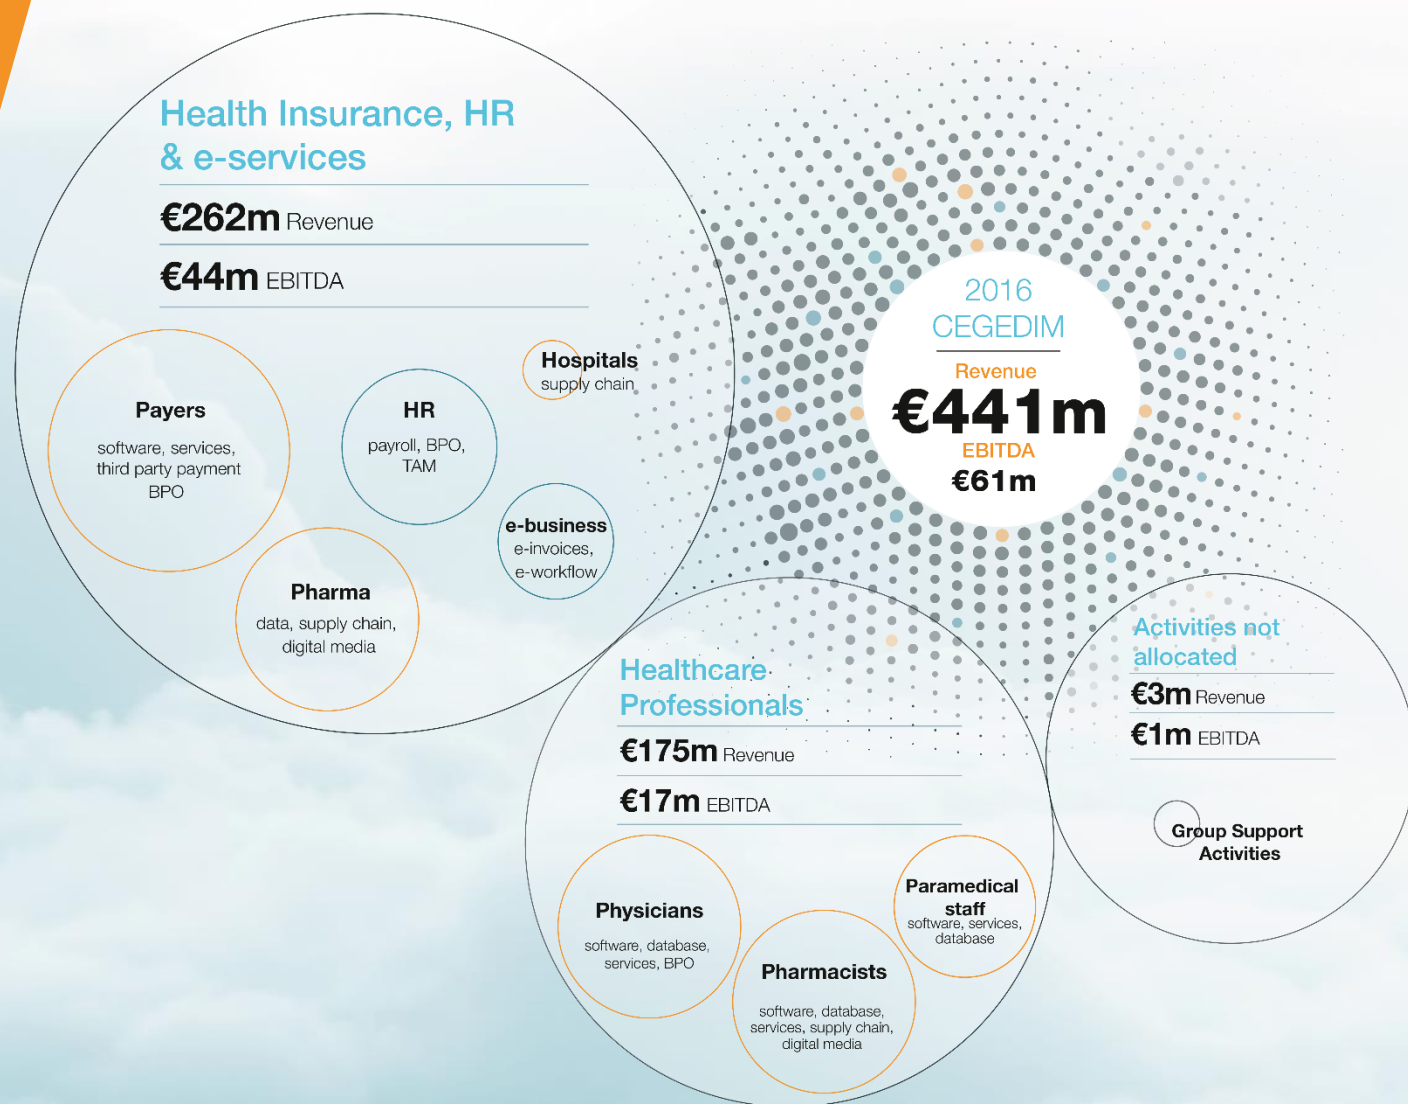 Health Insurance, HR
& e-services
€262m Revenue
€44m EBITDA
Payers
software, services,
third party payment
BPO
HR
payroll, BPO,
TAM
Hospitals
supply chain
e-business
e-invoices,
e-workflow
Pharma
data, supply chain,
digital media
2016
CEGEDIM
Revenue
€441m
EBITDA
€61m
Healthcare
Professionals
€175m Revenue
€17m EBITDA
Physicians
software, database,
services, BPO
Pharmacists
software, database,
services, supply chain,
digital media
Paramedical
staff
software, services,
database
Activities not
allocated
€3m Revenue
€1m EBITDA
Group Support
Activities